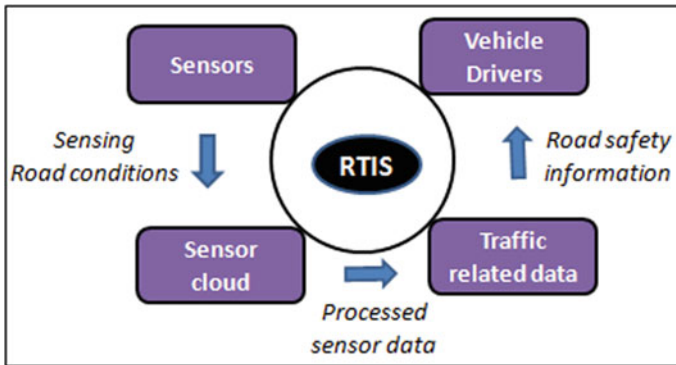 Sensors
Vehicle
Drivers
Sensing
Road conditions
RTIS
Road safety
information
Sensor
cloud
Traffic
related data
Processed
sensor data